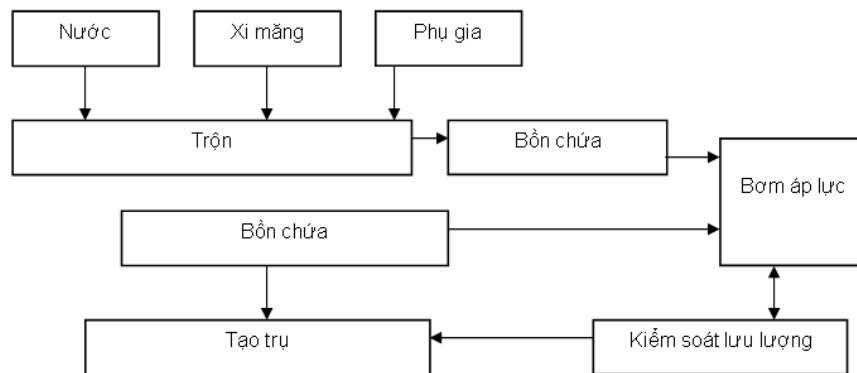 Nước
Xi măng
Phụ gia
Trộn
Bồn chứa
Bơm áp lực
Bồn chứa
Tạo trụ
Kiểm soát lưu lượng